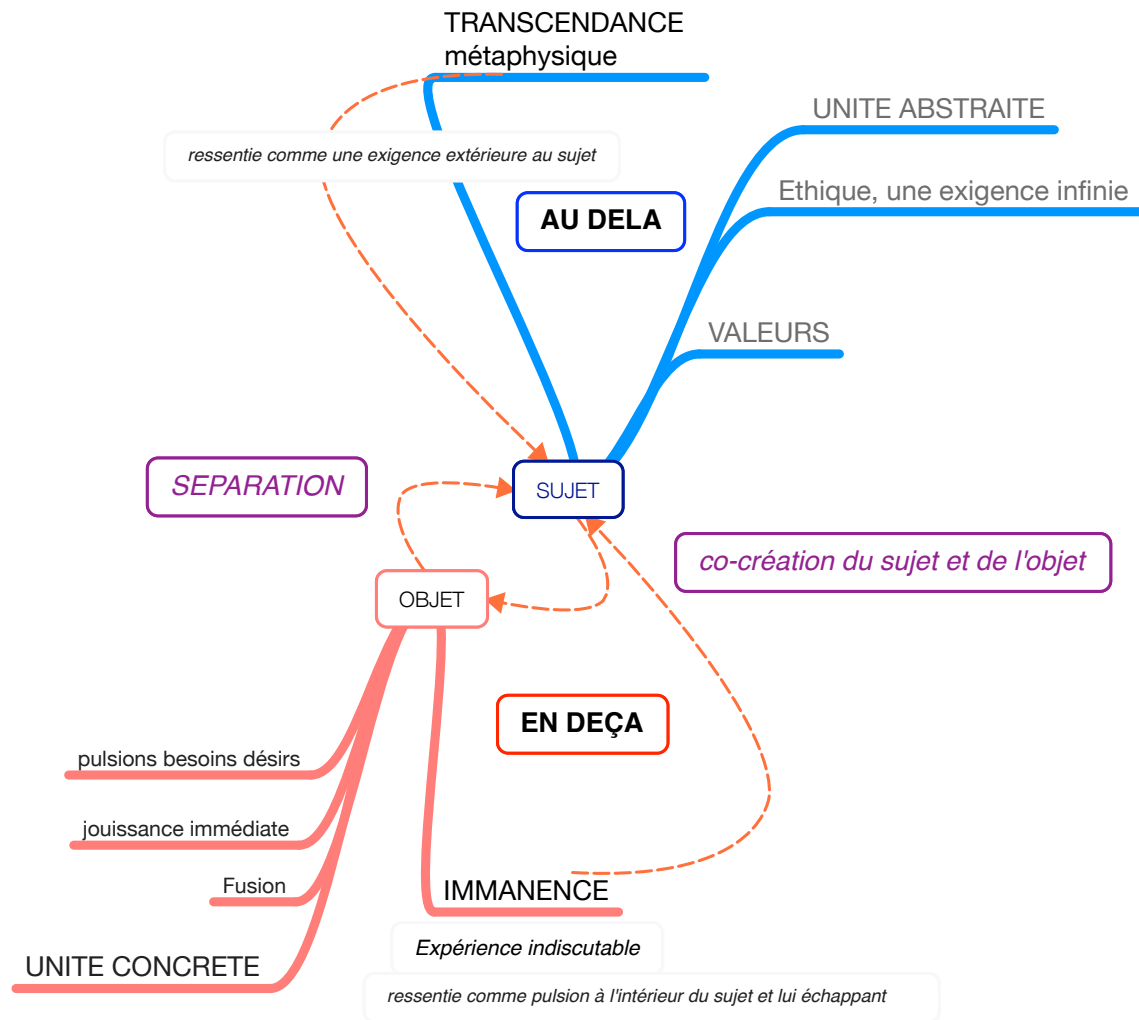 TRANSCENDANCE
métaphysique
UNITE ABSTRAITE
ressentie comme une exigence extérieure au sujet
Ethique, une exigence infinie
AU DELA
VALEURS
SEPARATION
SUJET
co-création du sujet et de l'objet
OBJET
EN DEÇA
pulsions besoins désirs
jouissance immédiate
Fusion
IMMANENCE
Expérience indiscutable
UNITE CONCRETE
ressentie comme pulsion à l'intérieur du sujet et lui échappant